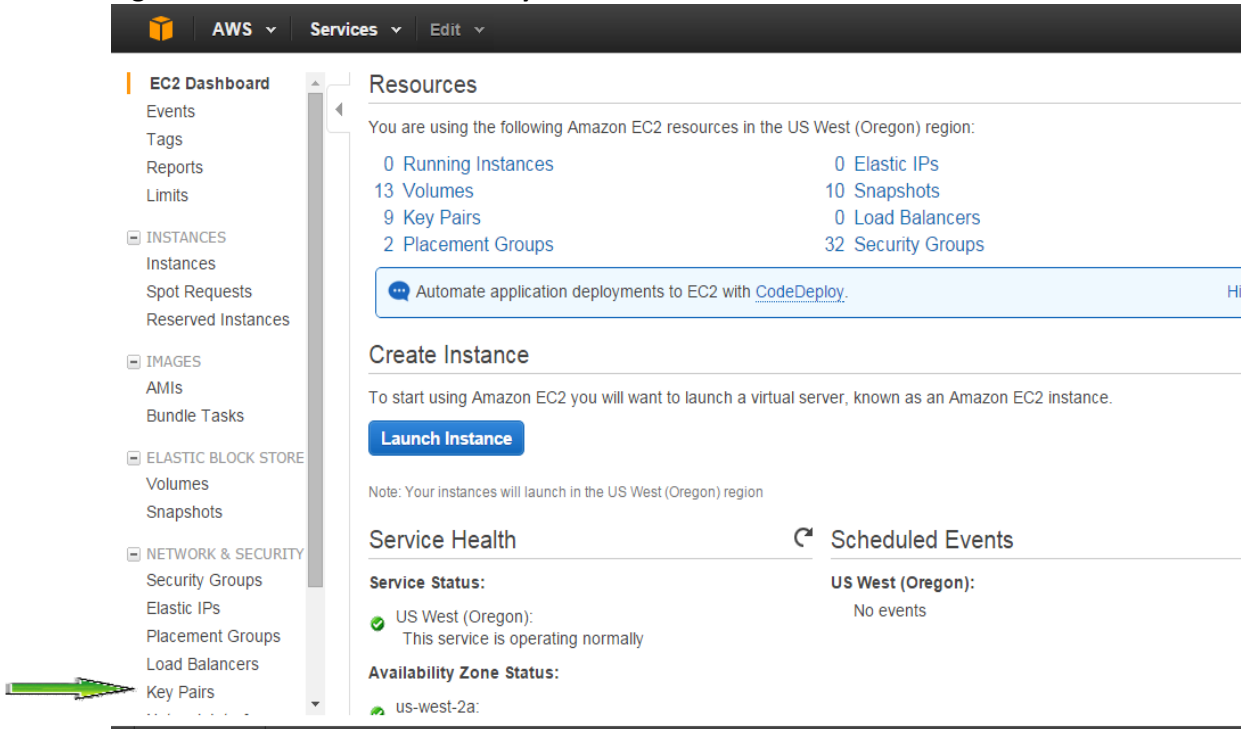 AWS Services Edit
EC2 Dashboard
Events
Tags
Reports
Limits
INSTANCES
Instances
Spot Requests
Reserved Instances
IMAGES
AMIs
Bundle Tasks
ELASTIC BLOCK STORE
Volumes
Snapshots
NETWORK & SECURITY
Security Groups
Elastic IPs
Placement Groups
Load Balancers
Key Pairs
Resources
You are using the following Amazon EC2 resources in the US West (Oregon) region:
0 Running Instances
13 Volumes
9 Key Pairs
2 Placement Groups
0 Elastic IPs
10 Snapshots
0 Load Balancers
32 Security Groups
Automate application deployments to EC2 with CodeDeploy. Hi
Create Instance
To start using Amazon EC2 you will want to launch a virtual server, known as an Amazon EC2 instance.
Launch Instance
Note: Your instances will launch in the US West (Oregon) region
Service Health
Service Status:
US West (Oregon):
This service is operating normally
Availability Zone Status:
us-west-2a:
Scheduled Events
US West (Oregon):
No events